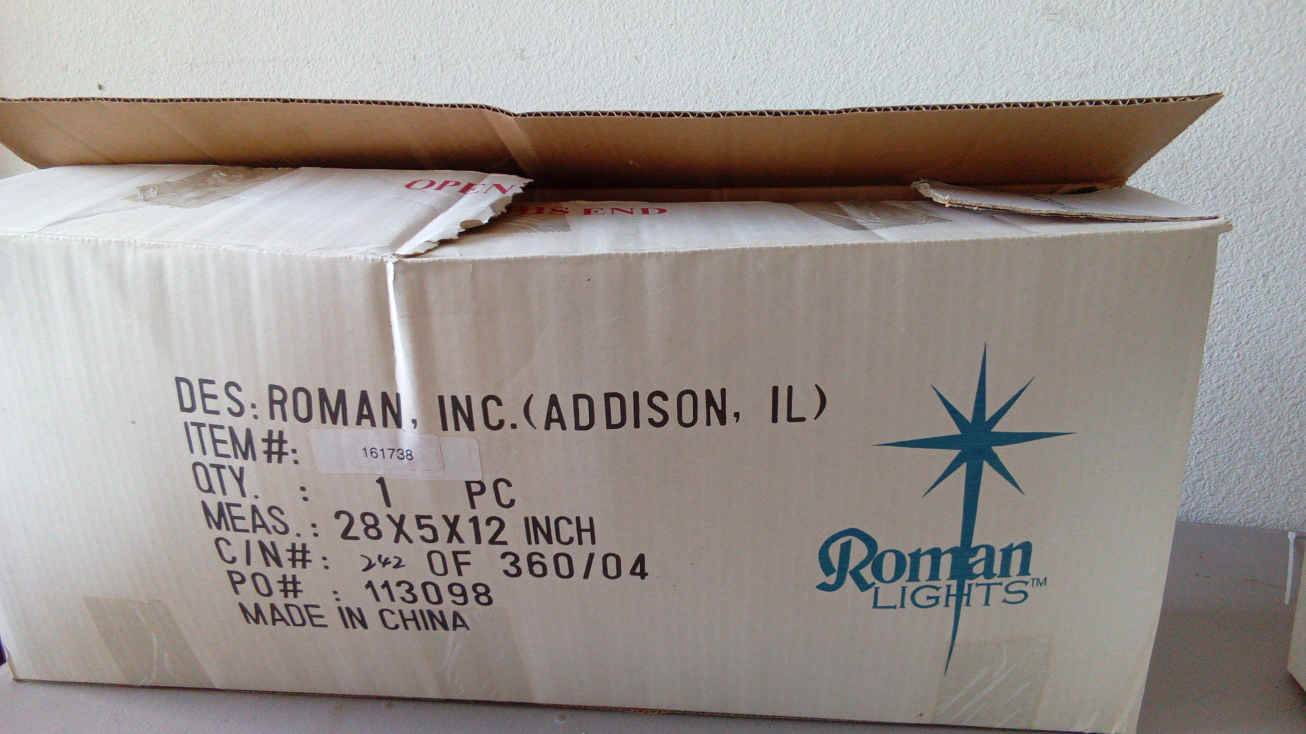 OPEN
THIS END
DES: ROMAN, INC.(ADDISON, IL)
ITEM#: 161738
QTY. : 1 PC
MEAS.: 28X5X12 INCH
C/N#: 242 OF 360/04
PO# : 113098
MADE IN CHINA
Roman
LIGHTS™